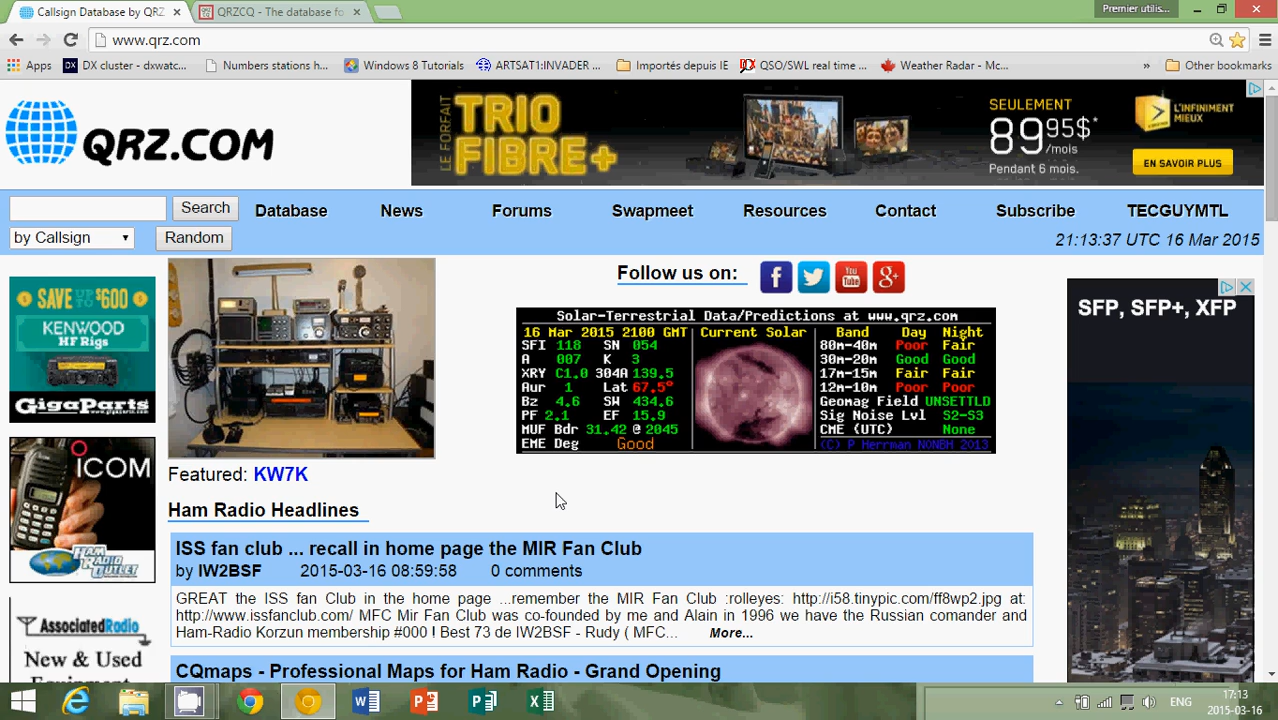 Callsign Database by QRZ
QRZCQ - The database fo
Premier utilis...
www.qrz.com
Apps
DX cluster - dxwatc...
Numbers stations h...
Windows 8 Tutorials
ARTSAT1:INVADER ...
Importés depuis IE
QSO/SWL real time ...
Weather Radar - Mc...
»
Other bookmarks
QRZ.COM
LE FORFAIT
TRIO
FIBRE+
SEULEMENT
89,95$*
/mois
Pendant 6 mois.
L'INFINIMENT
MIEUX
EN SAVOIR PLUS
Search
Database
News
Forums
Swapmeet
Resources
Contact
Subscribe
TECGUYMTL
by Callsign
Random
21:13:37 UTC 16 Mar 2015
SAVE UP TO $600
KENWOOD
HF Rigs
GigaParts
Follow us on:
You
Tube
Solar-Terrestrial Data/Predictions at www.qrz.com
16 Mar 2015 2100 GMT Current Solar Band Day Night
SFI 118 SN 054 80m-40m Poor Fair
A 007 K 3 30m-20m Good Good
XRY C1.0 304A 139.5 17m-15m Fair Fair
Aur 1 Lat 67.5° 12m-10m Poor Poor
Bz 4.6 SW 434.6 Geomag Field UNSETTLD
PF 2.1 EF 15.9 Sig Noise Lvl S2-S3
MUF Bdr 31.42 @ 2045 CME (UTC) None
EME Deg Good (C) P Herrman N0NBH 2013
SFP, SFP+, XFP
ICOM
HAM RADIO OUTLET
Featured: KW7K
Ham Radio Headlines
ISS fan club ... recall in home page the MIR Fan Club
by IW2BSF 2015-03-16 08:59:58 0 comments
GREAT the ISS fan Club in the home page ...remember the MIR Fan Club :rolleyes: http://i58.tinypic.com/ff8wp2.jpg at:
http://www.issfanclub.com/ MFC Mir Fan Club was co-founded by me and Alain in 1996 we have the Russian comander and
Ham-Radio Korzun membership #000 ! Best 73 de IW2BSF - Rudy ( MFC... More...
Associated Radio
New & Used
CQmaps - Professional Maps for Ham Radio - Grand Opening
ENG
17:13
2015-03-16